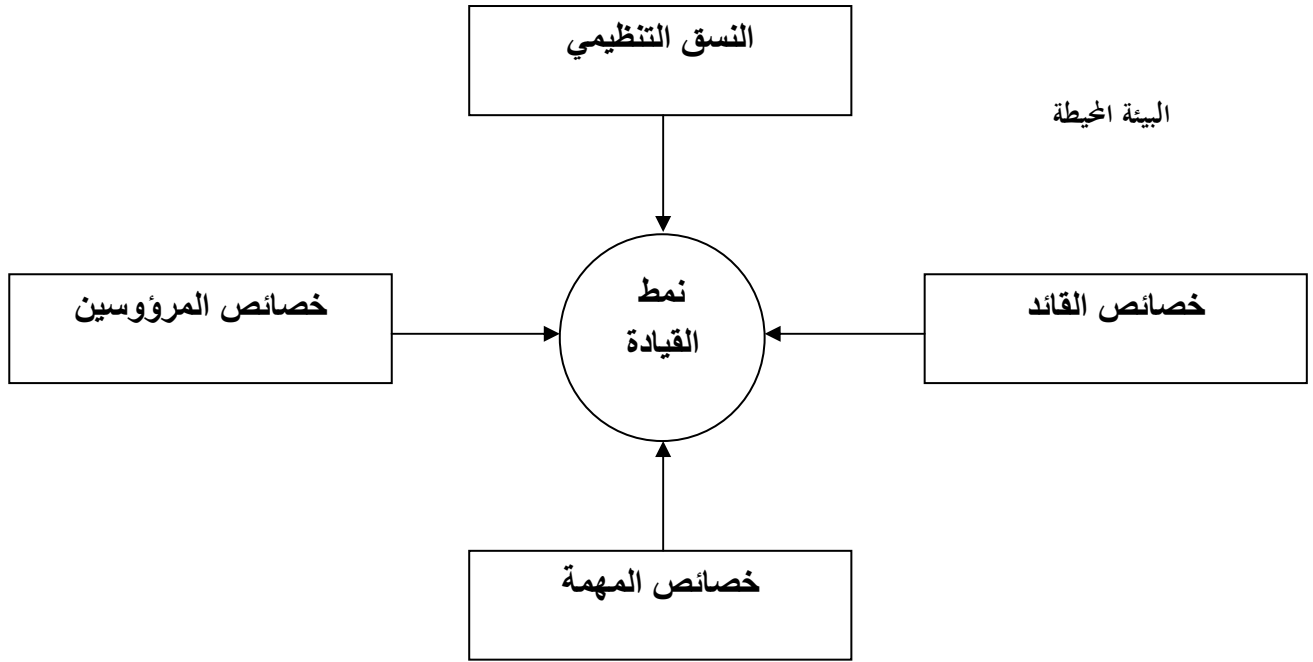 النسق التنظيمي
البيئة المحيطة
خصائص القائد
نمط
القيادة
خصائص المرؤوسين
خصائص المهمة